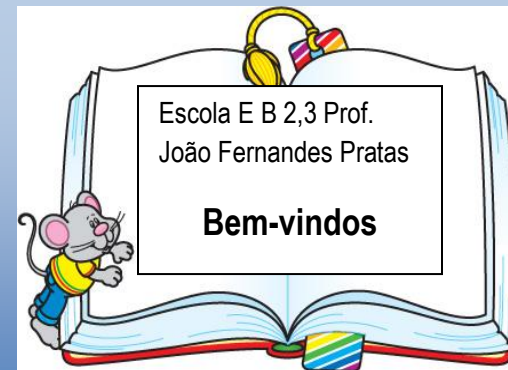 Escola E B 2,3 Prof.
João Fernandes Pratas
Bem-vindos